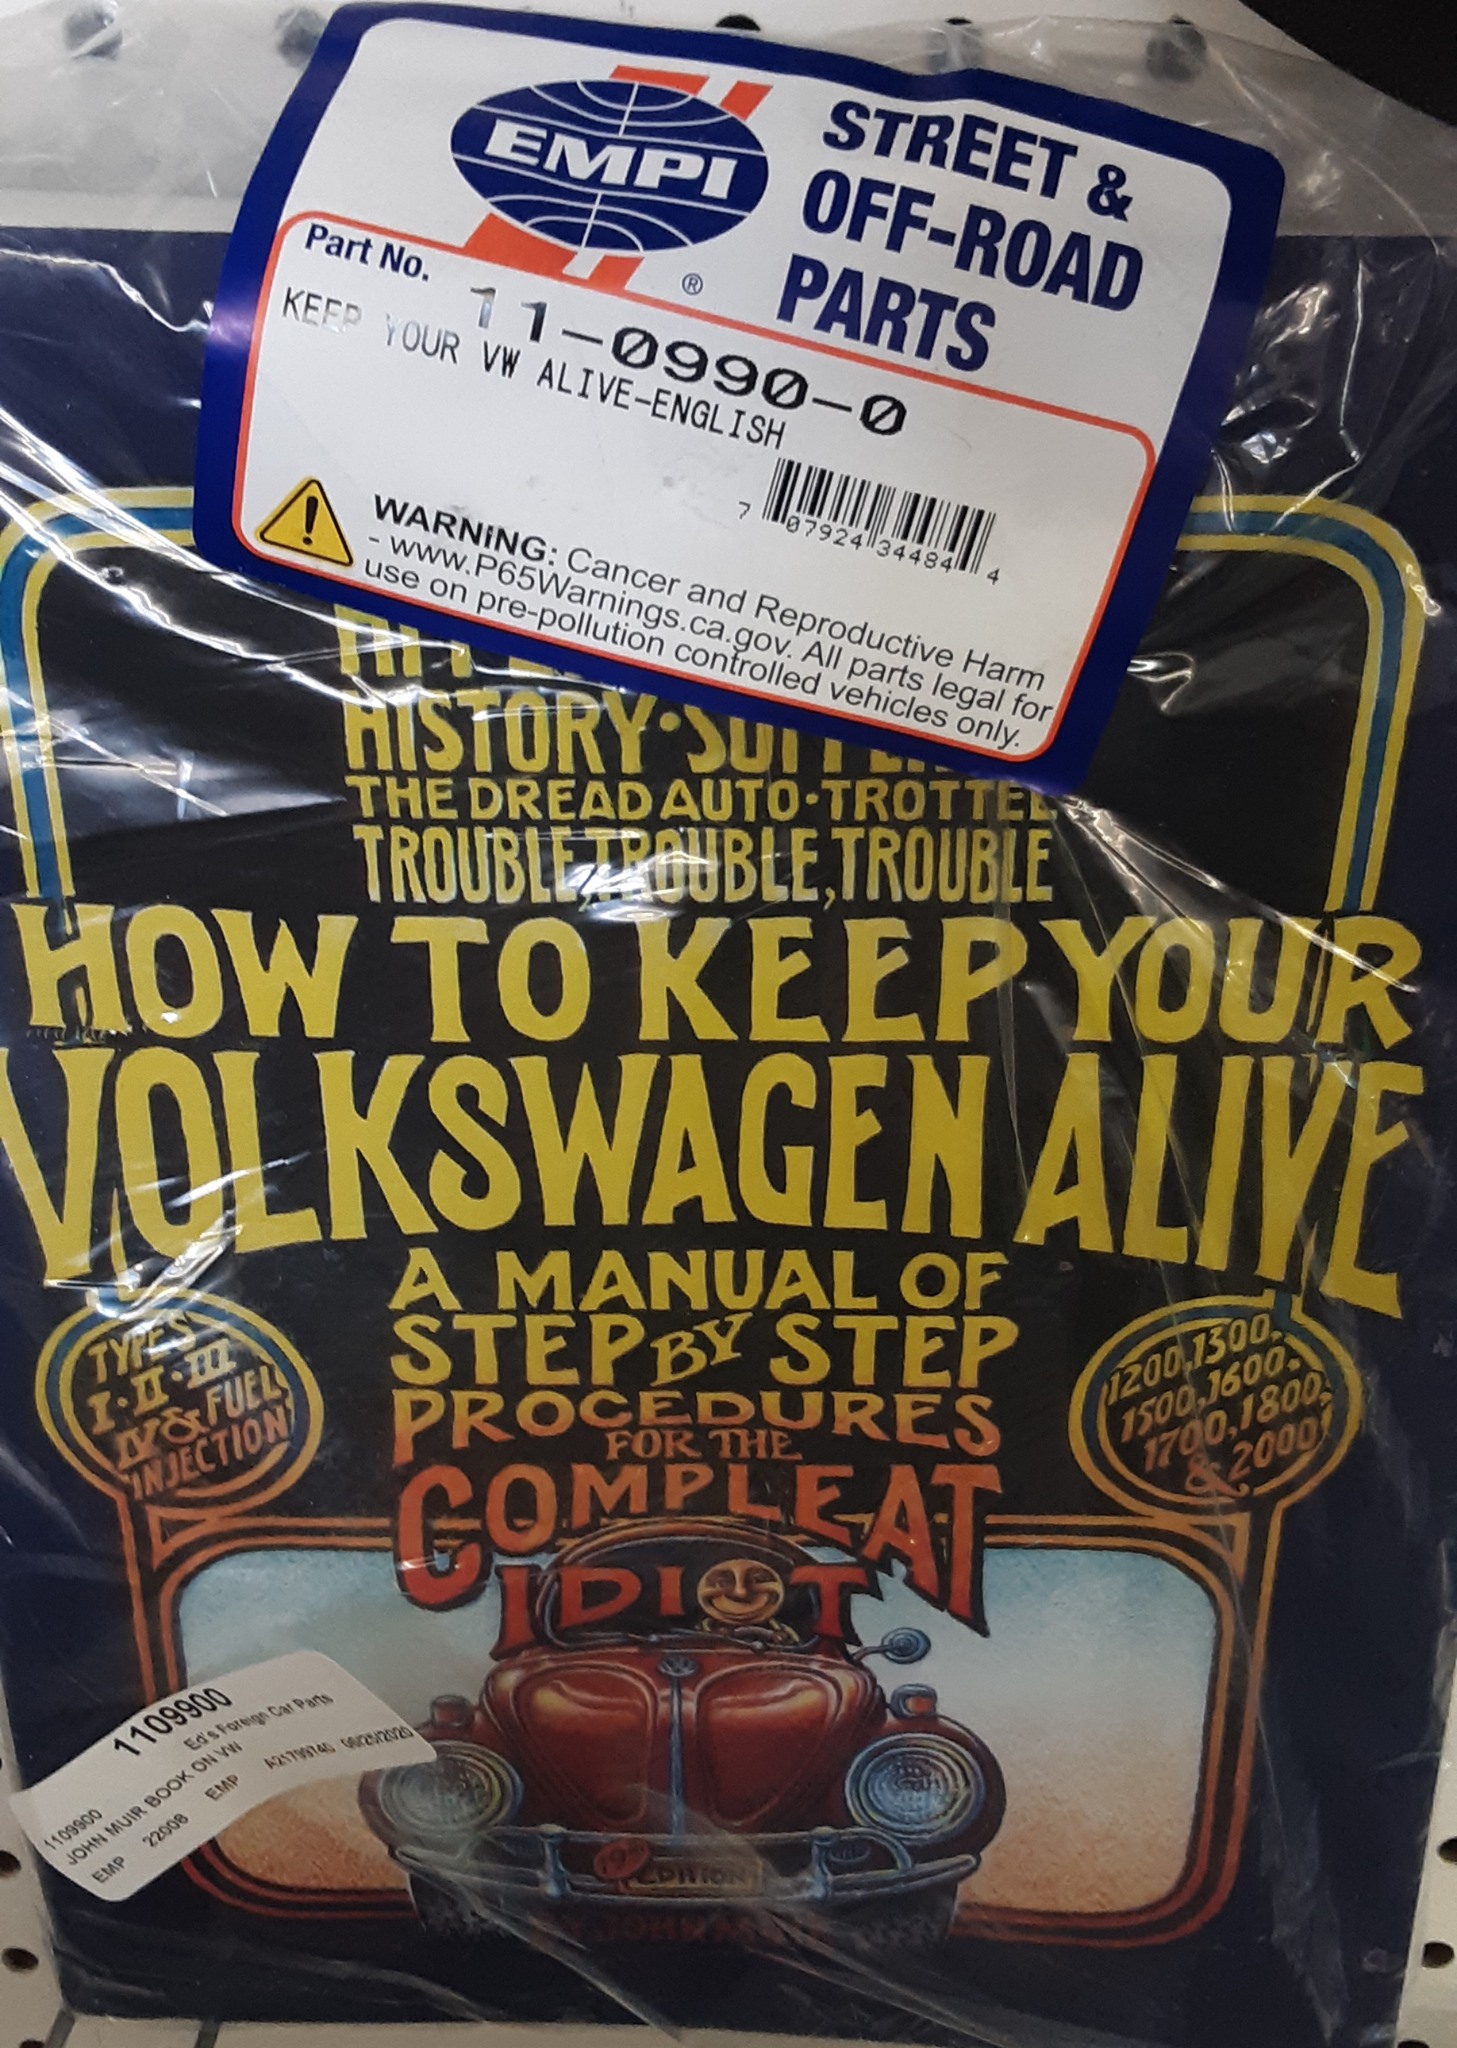 EMPI
®
STREET &
OFF-ROAD
PARTS
Part No. 11-0990-0
KEEP YOUR VW ALIVE-ENGLISH
7 07924 34484 4
WARNING: Cancer and Reproductive Harm
- www.P65Warnings.ca.gov. All parts legal for
use on pre-pollution controlled vehicles only.
HISTORY •
THE DREAD AUTO • TROTTEL
TROUBLE, TROUBLE, TROUBLE
HOW TO KEEP YOUR
VOLKSWAGEN ALIVE
A MANUAL OF
STEP BY STEP
PROCEDURES
FOR THE
COMPLEAT
IDIOT
TYPES
I • II • III
IV & FUEL
INJECTION
1200, 1300,
1500, 1600,
1700, 1800,
& 2000!
19th EDITION
BY JOHN
1109900
Ed's Foreign Car Parts
1109900
JOHN MUIR BOOK ON VW
EMP 22008 EMP A21799740